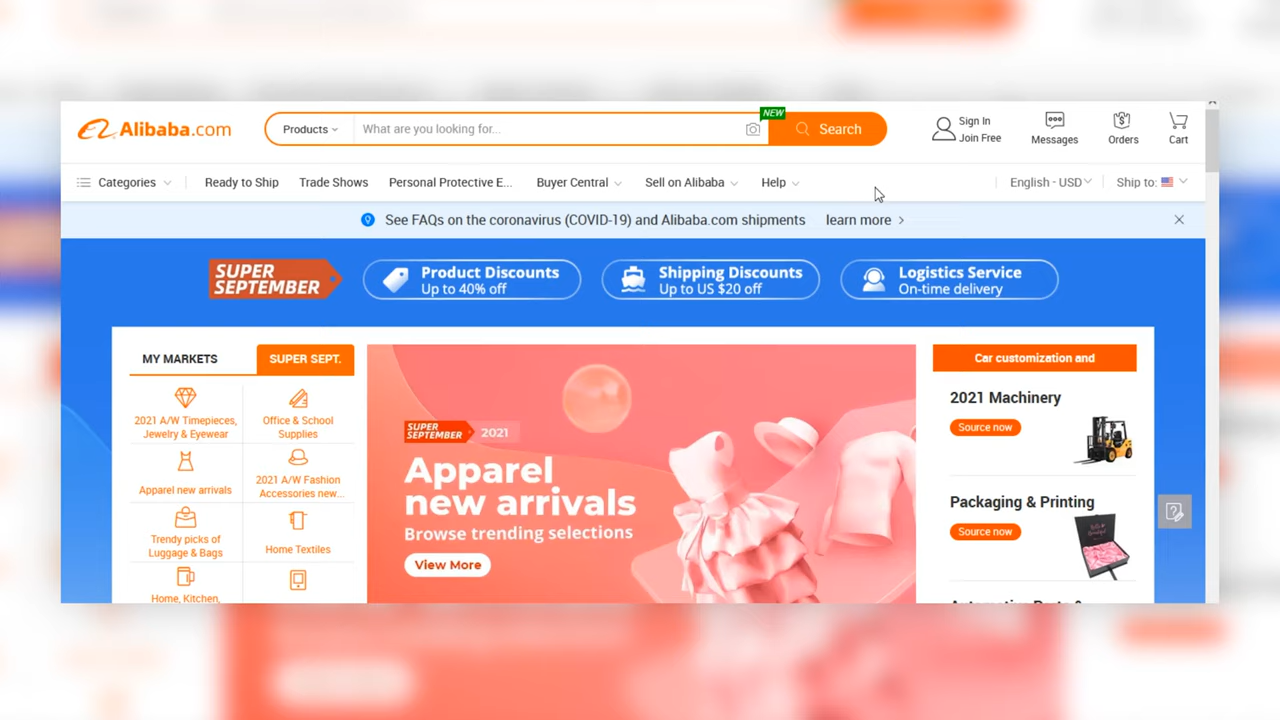 Alibaba.com
Products
What are you looking for...
NEW
Search
Sign In
Join Free
Messages
Orders
Cart
Categories
Ready to Ship
Trade Shows
Personal Protective E...
Buyer Central
Sell on Alibaba
Help
English - USD
Ship to:
See FAQs on the coronavirus (COVID-19) and Alibaba.com shipments
learn more
SUPER
SEPTEMBER
Product Discounts
Up to 40% off
Shipping Discounts
Up to US $20 off
Logistics Service
On-time delivery
MY MARKETS
SUPER SEPT.
2021 A/W Timepieces,
Jewelry & Eyewear
Office & School
Supplies
Apparel new arrivals
2021 A/W Fashion
Accessories new...
Trendy picks of
Luggage & Bags
Home Textiles
Home, Kitchen,
SUPER
SEPTEMBER
2021
Apparel
new arrivals
Browse trending selections
View More
Car customization and
2021 Machinery
Source now
Packaging & Printing
Source now